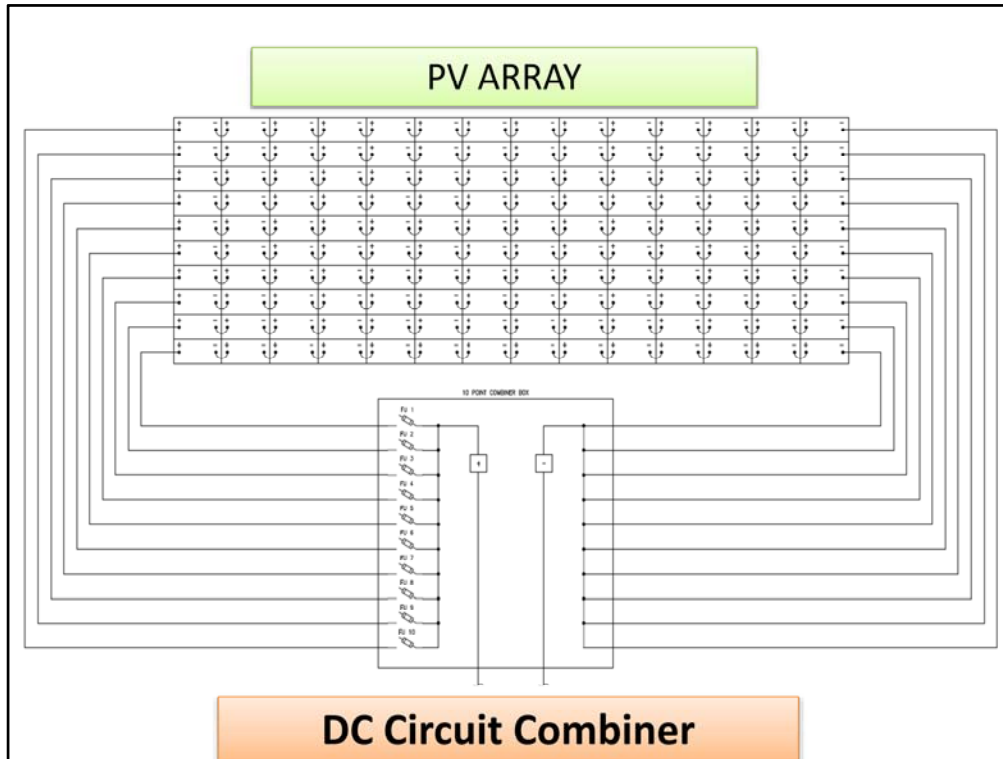 PV ARRAY
10 POINT COMBINER BOX
FU 1
FU 2
FU 3
FU 4
FU 5
FU 6
FU 7
FU 8
FU 9
FU 10
+ -
DC Circuit Combiner